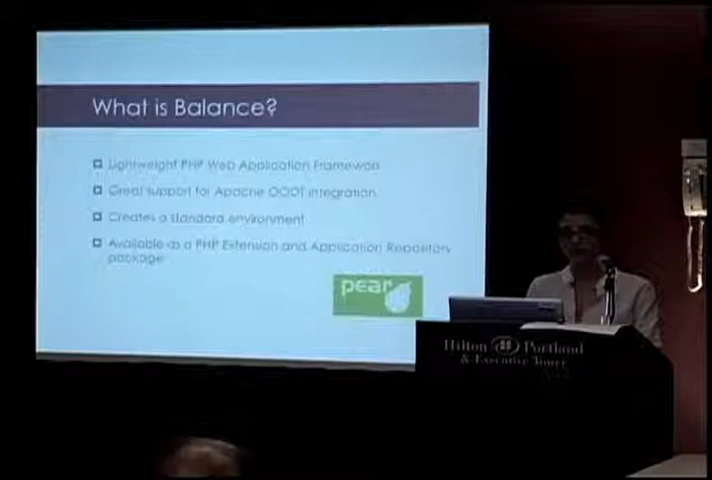 What is Balance?
Lightweight PHP Web Application Framework
Great support for Apache OODT integration
Creates a standard environment
Available as a PHP Extension and Application Repository
package
pear
Hilton Portland
& Executive Tower